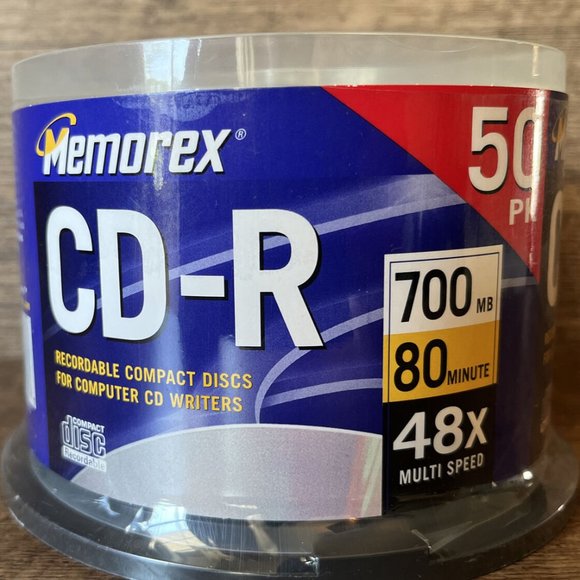 Memorex®
50
PK
CD-R
700 MB
80 MINUTE
48X
MULTI SPEED
RECORDABLE COMPACT DISCS
FOR COMPUTER CD WRITERS
COMPACT
disc
Recordable